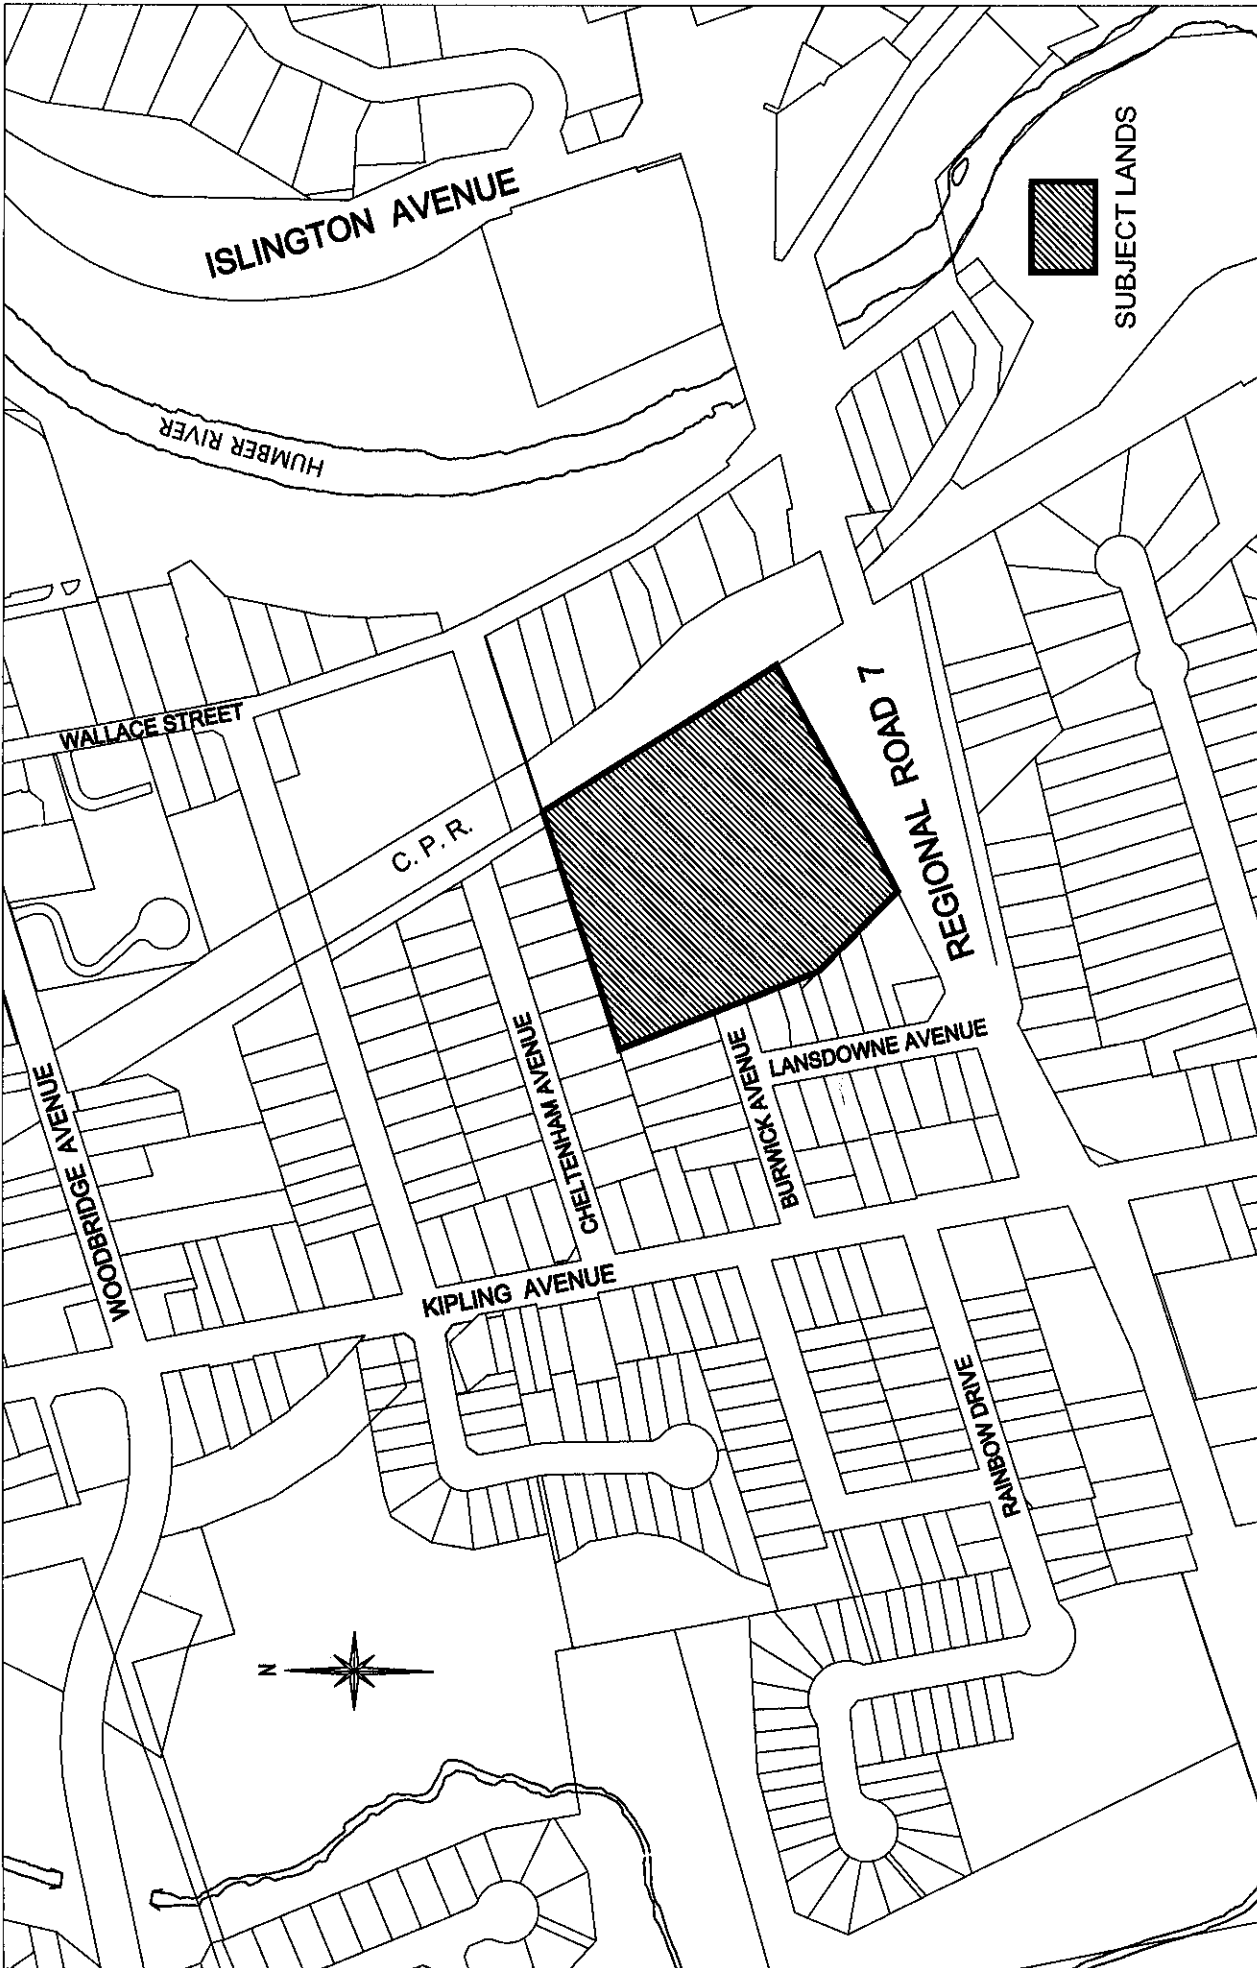 ISLINGTON AVENUE
HUMBER RIVER
SUBJECT LANDS
WALLACE STREET
C. P. R.
REGIONAL ROAD 7
WOODBRIDGE AVENUE
CHELTENHAM AVENUE
BURWICK AVENUE
LANSDOWNE AVENUE
KIPLING AVENUE
RAINBOW DRIVE
N